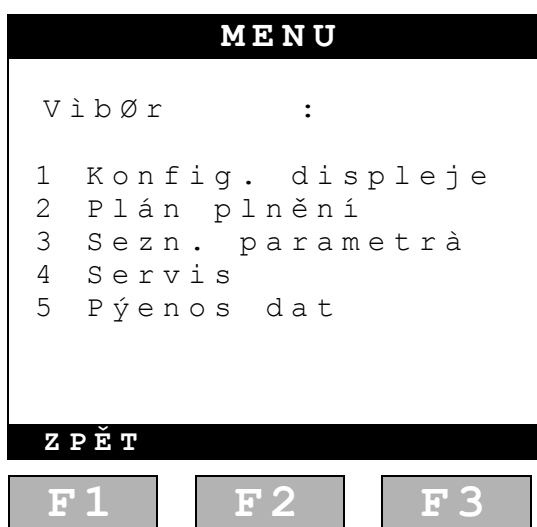 MENU
VìbØr :
1 Konfig. displeje
2 Plán plnění
3 Sezn. parametrà
4 Servis
5 Pýenos dat
ZPĚT
F1 F2 F3